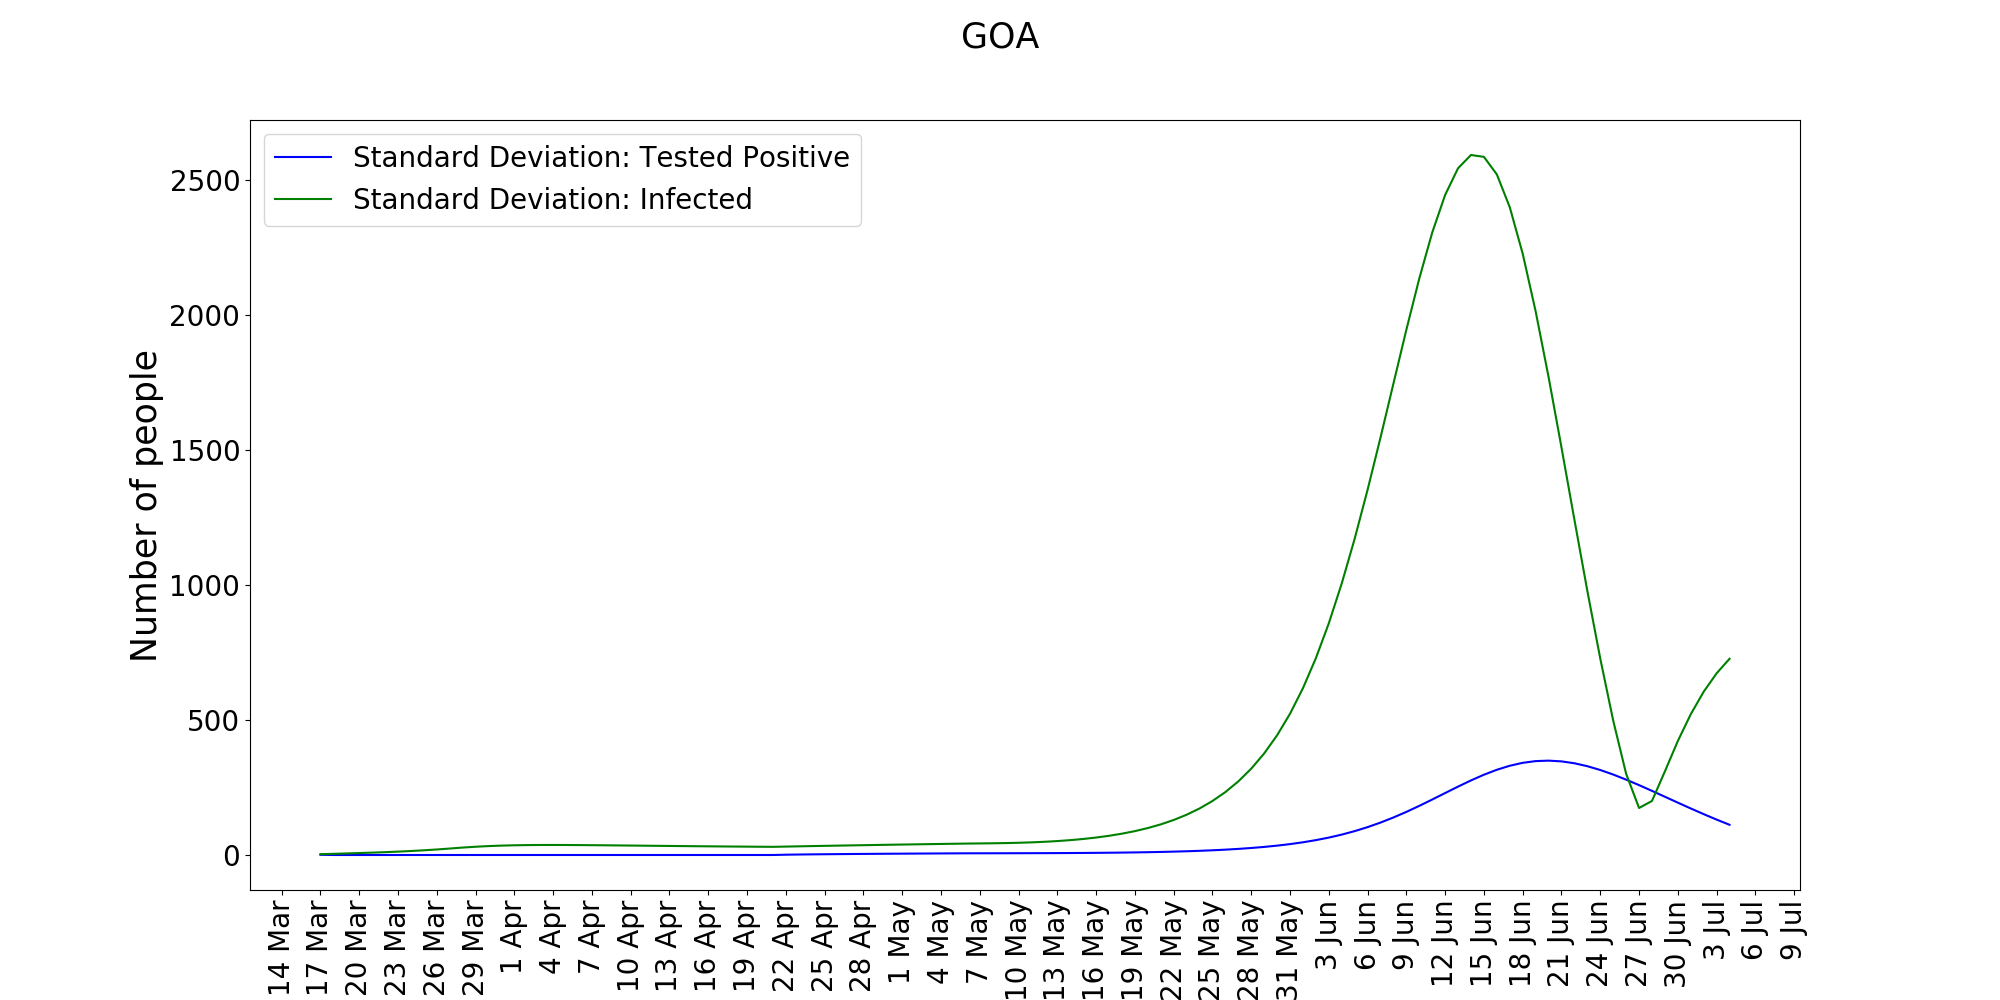 GOA
Standard Deviation: Tested Positive
Standard Deviation: Infected
Number of people
2500
2000
1500
1000
500
0
14 Mar
17 Mar
20 Mar
23 Mar
26 Mar
29 Mar
1 Apr
4 Apr
7 Apr
10 Apr
13 Apr
16 Apr
19 Apr
22 Apr
25 Apr
28 Apr
1 May
4 May
7 May
10 May
13 May
16 May
19 May
22 May
25 May
28 May
31 May
3 Jun
6 Jun
9 Jun
12 Jun
15 Jun
18 Jun
21 Jun
24 Jun
27 Jun
30 Jun
3 Jul
6 Jul
9 Jul